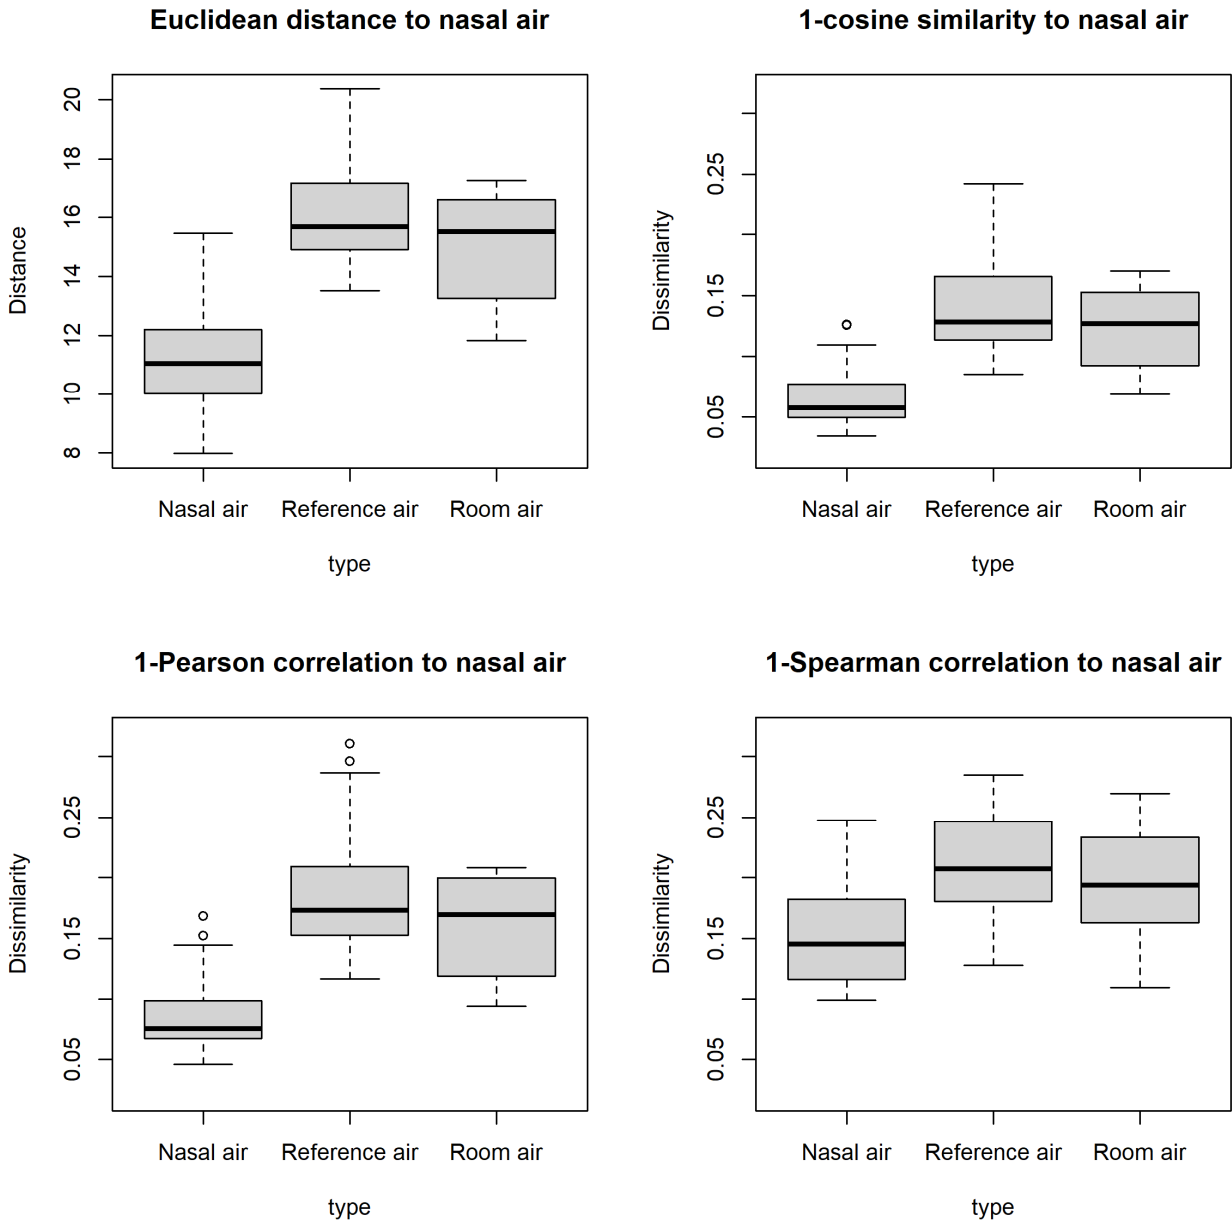 Euclidean distance to nasal air
Distance
20
18
16
14
12
10
8
Nasal air Reference air Room air
type
1-cosine similarity to nasal air
Dissimilarity
0.25
0.15
0.05
Nasal air Reference air Room air
type
1-Pearson correlation to nasal air
Dissimilarity
0.25
0.15
0.05
Nasal air Reference air Room air
type
1-Spearman correlation to nasal air
Dissimilarity
0.25
0.15
0.05
Nasal air Reference air Room air
type